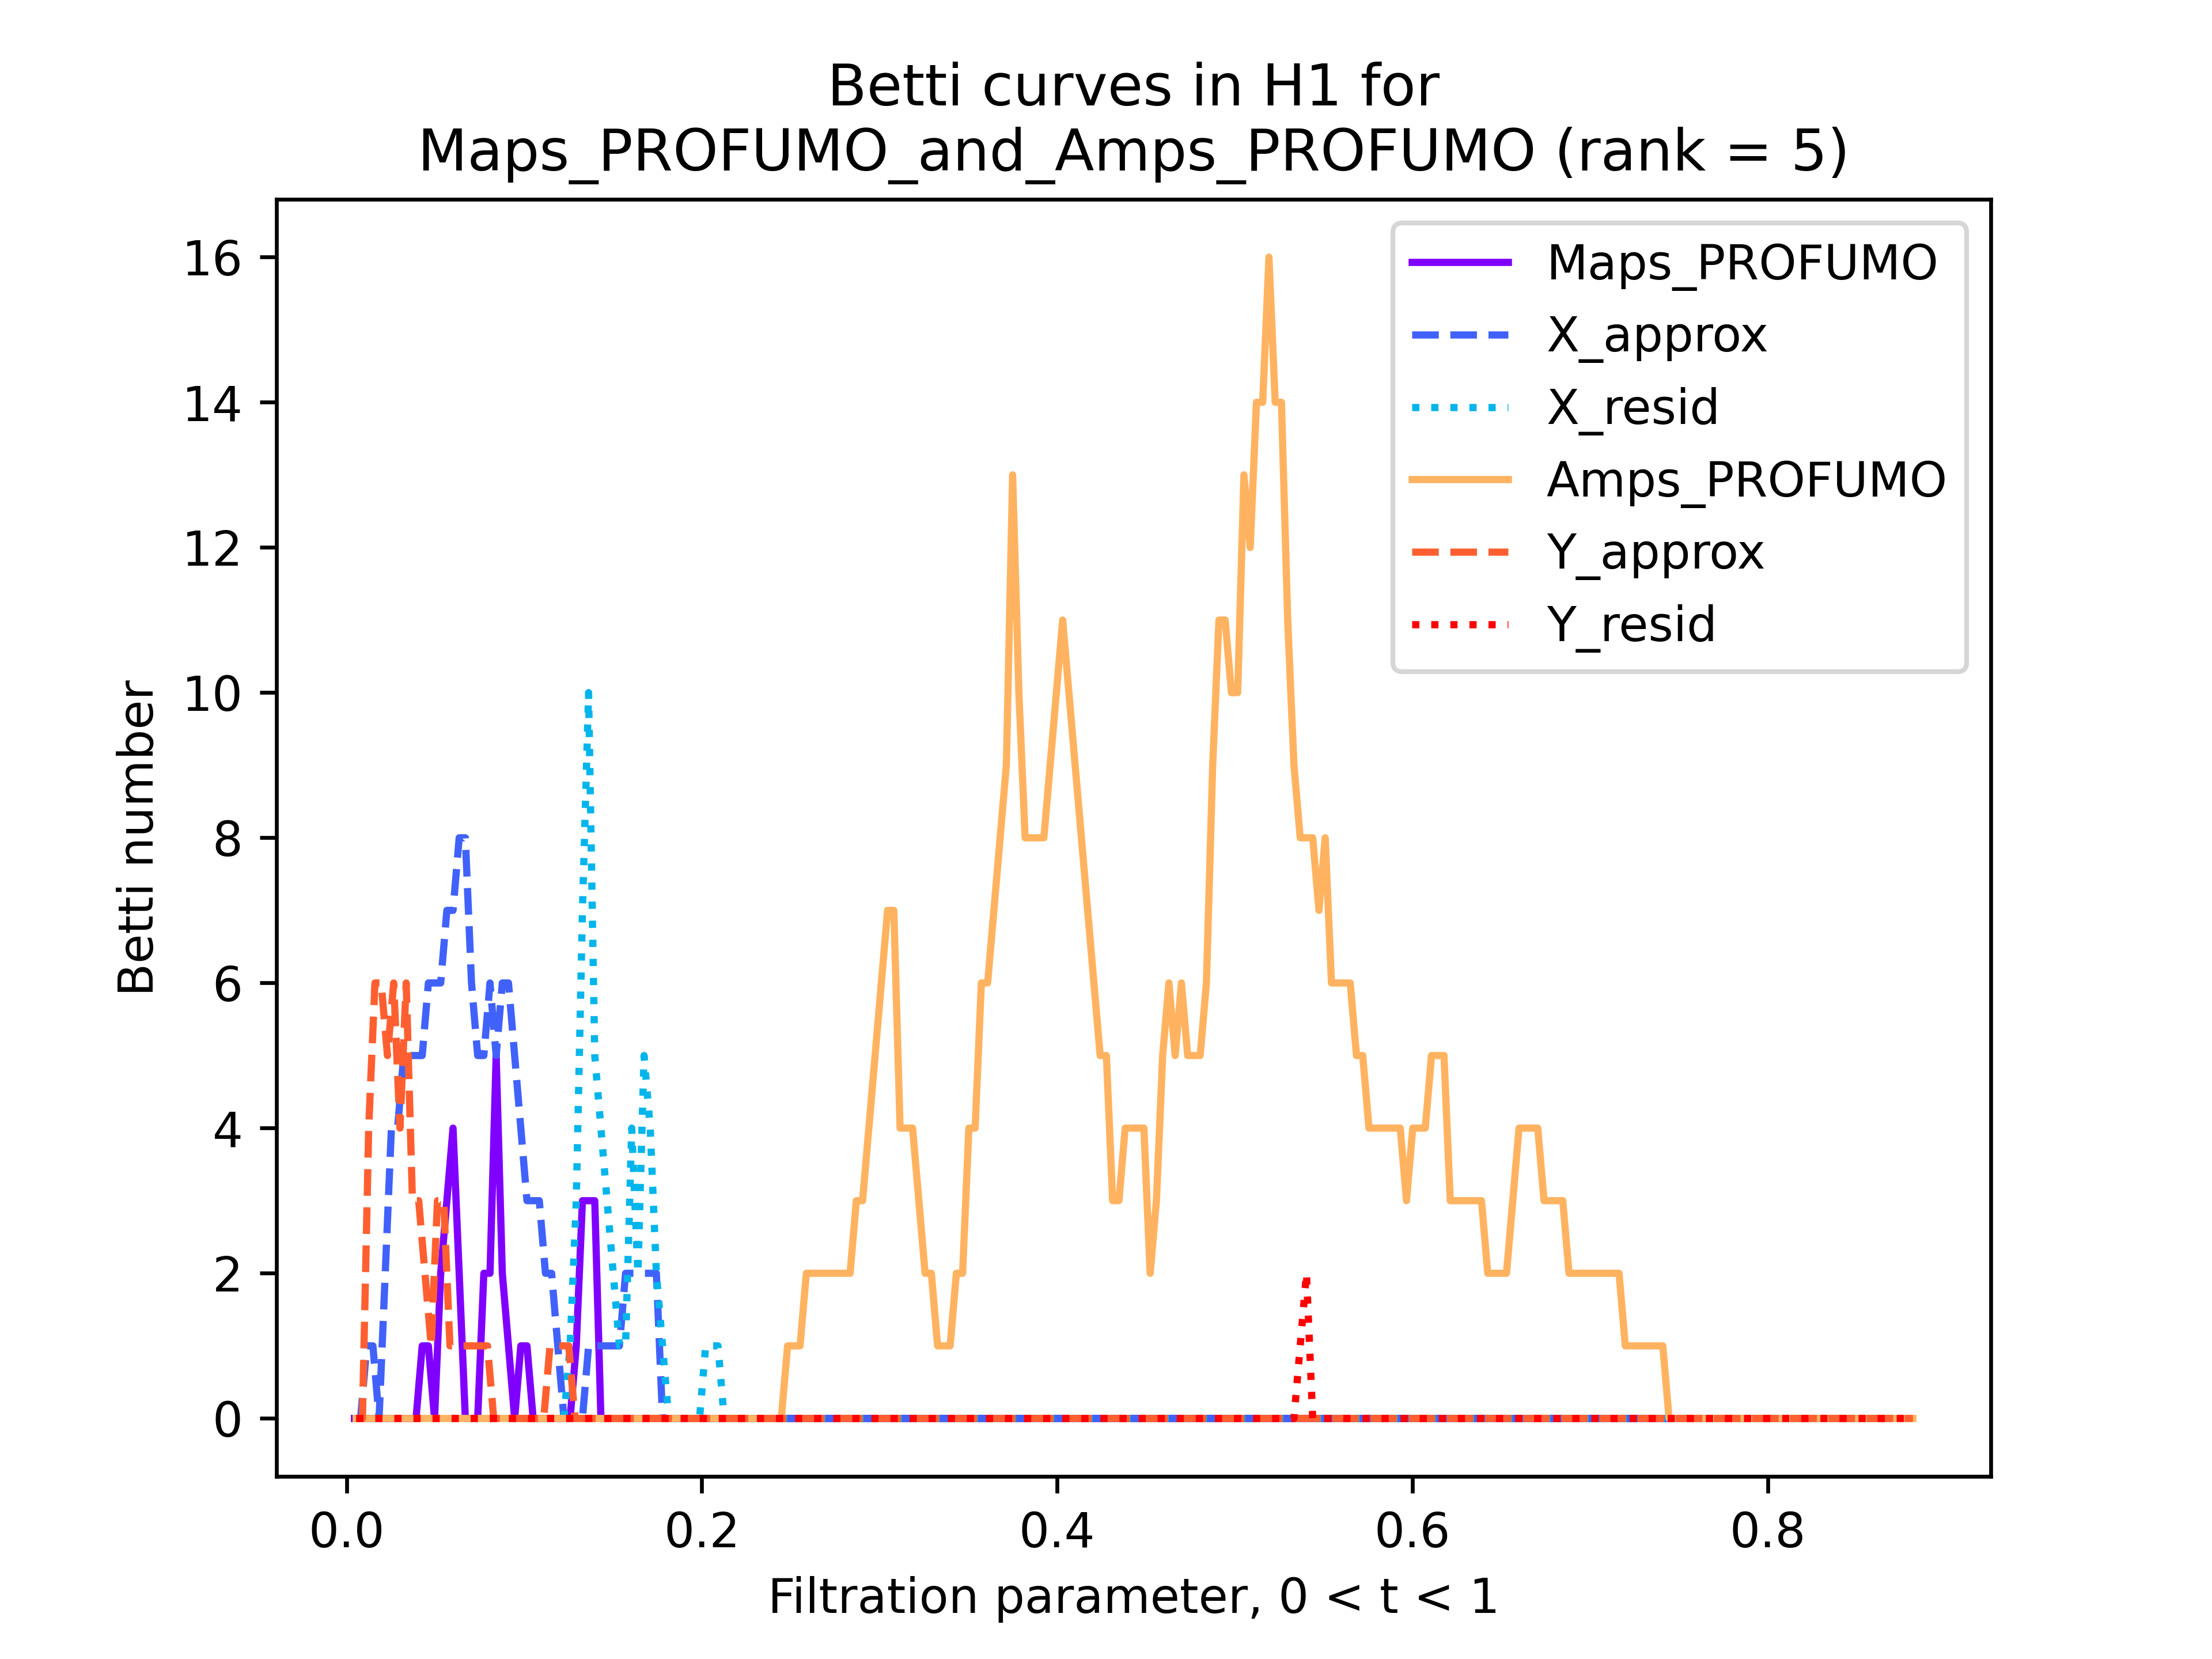 Betti curves in H1 for
Maps_PROFUMO_and_Amps_PROFUMO (rank = 5)
Maps_PROFUMO
X_approx
X_resid
Amps_PROFUMO
Y_approx
Y_resid
Betti number
16
14
12
10
8
6
4
2
0
0.0 0.2 0.4 0.6 0.8
Filtration parameter, 0 < t < 1